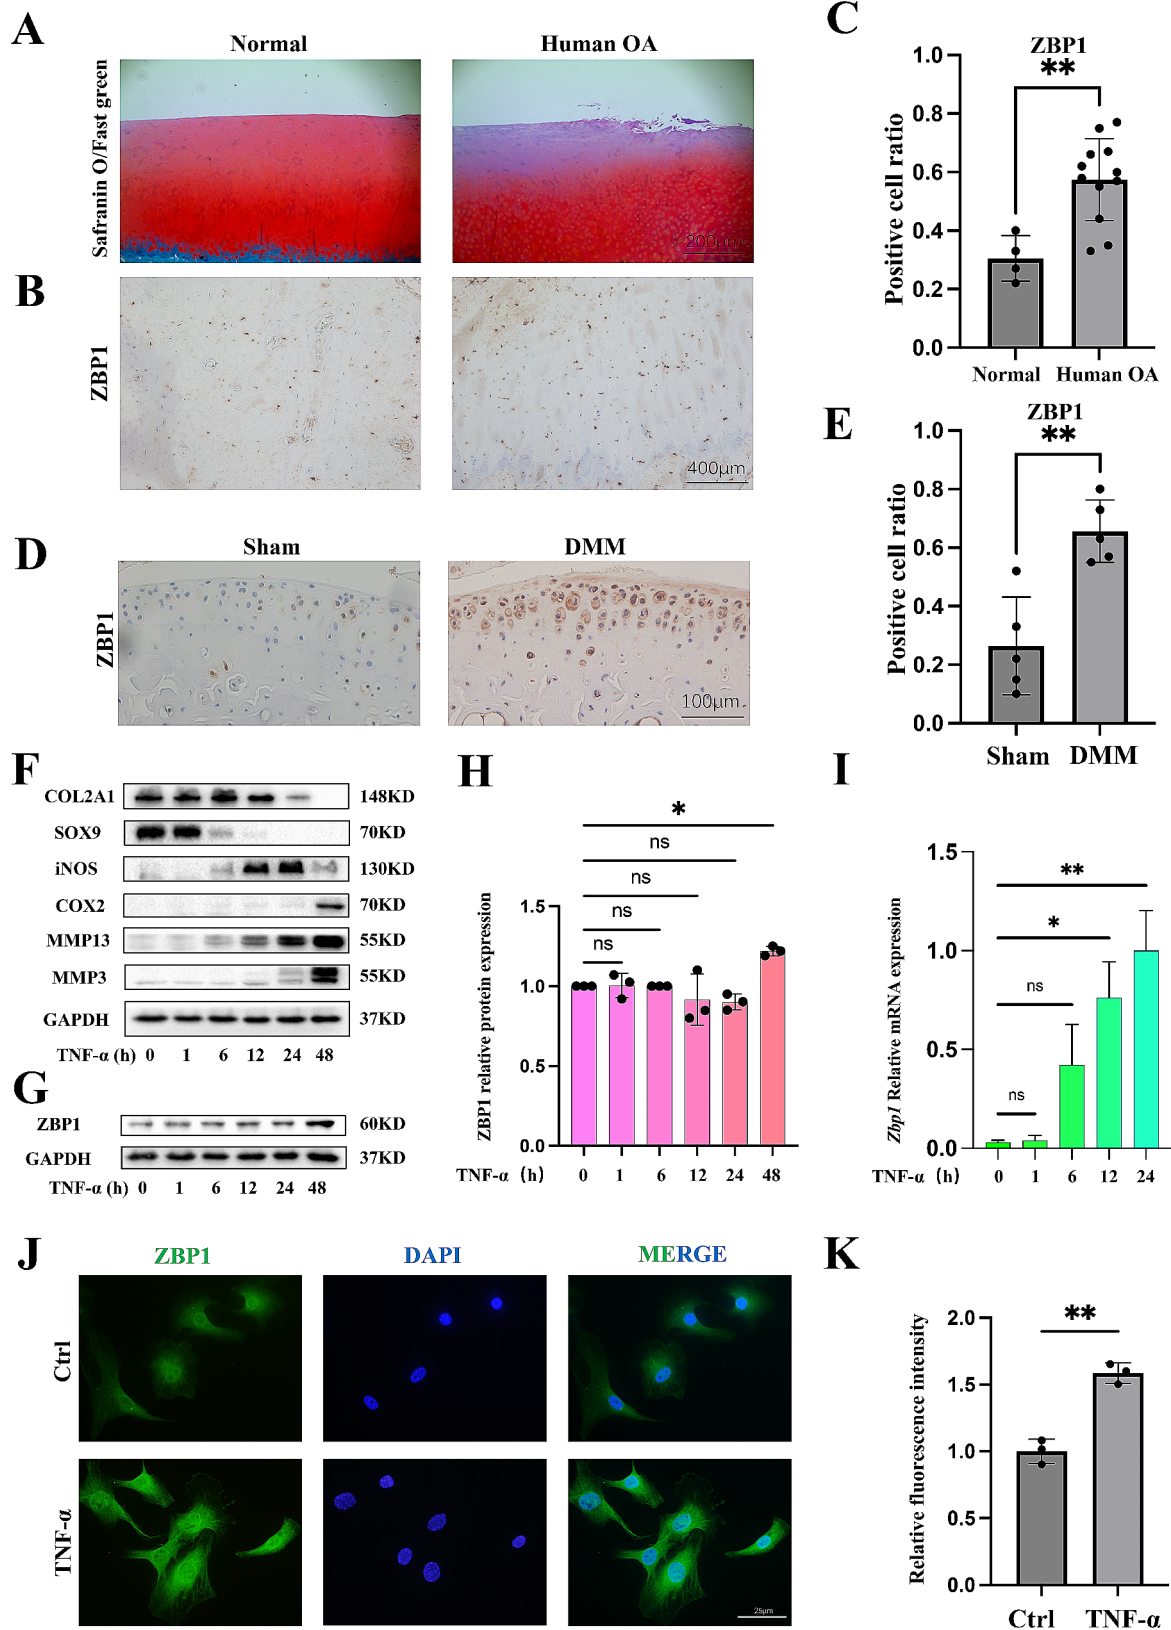 A
Normal
Human OA
Safranin O/Fast green
200μm
B
ZBP1
400μm
C
ZBP1
**
Positive cell ratio
1.0
0.8
0.6
0.4
0.2
0.0
Normal Human OA
D
Sham
DMM
ZBP1
100μm
E
ZBP1
**
Positive cell ratio
1.0
0.8
0.6
0.4
0.2
0.0
Sham DMM
F
COL2A1 148KD
SOX9 70KD
iNOS 130KD
COX2 70KD
MMP13 55KD
MMP3 55KD
GAPDH 37KD
TNF-α (h) 0 1 6 12 24 48
G
ZBP1 60KD
GAPDH 37KD
TNF-α (h) 0 1 6 12 24 48
H
*
ns
ns
ns
ns
ZBP1 relative protein expression
1.5
1.0
0.5
0.0
TNF-α (h) 0 1 6 12 24 48
I
**
*
ns
ns
Zbp1 Relative mRNA expression
1.5
1.0
0.5
0.0
TNF-α (h) 0 1 6 12 24
J
ZBP1
DAPI
MERGE
Ctrl
TNF-α
25μm
K
**
Relative fluorescence intensity
2.0
1.5
1.0
0.5
0.0
Ctrl TNF-α